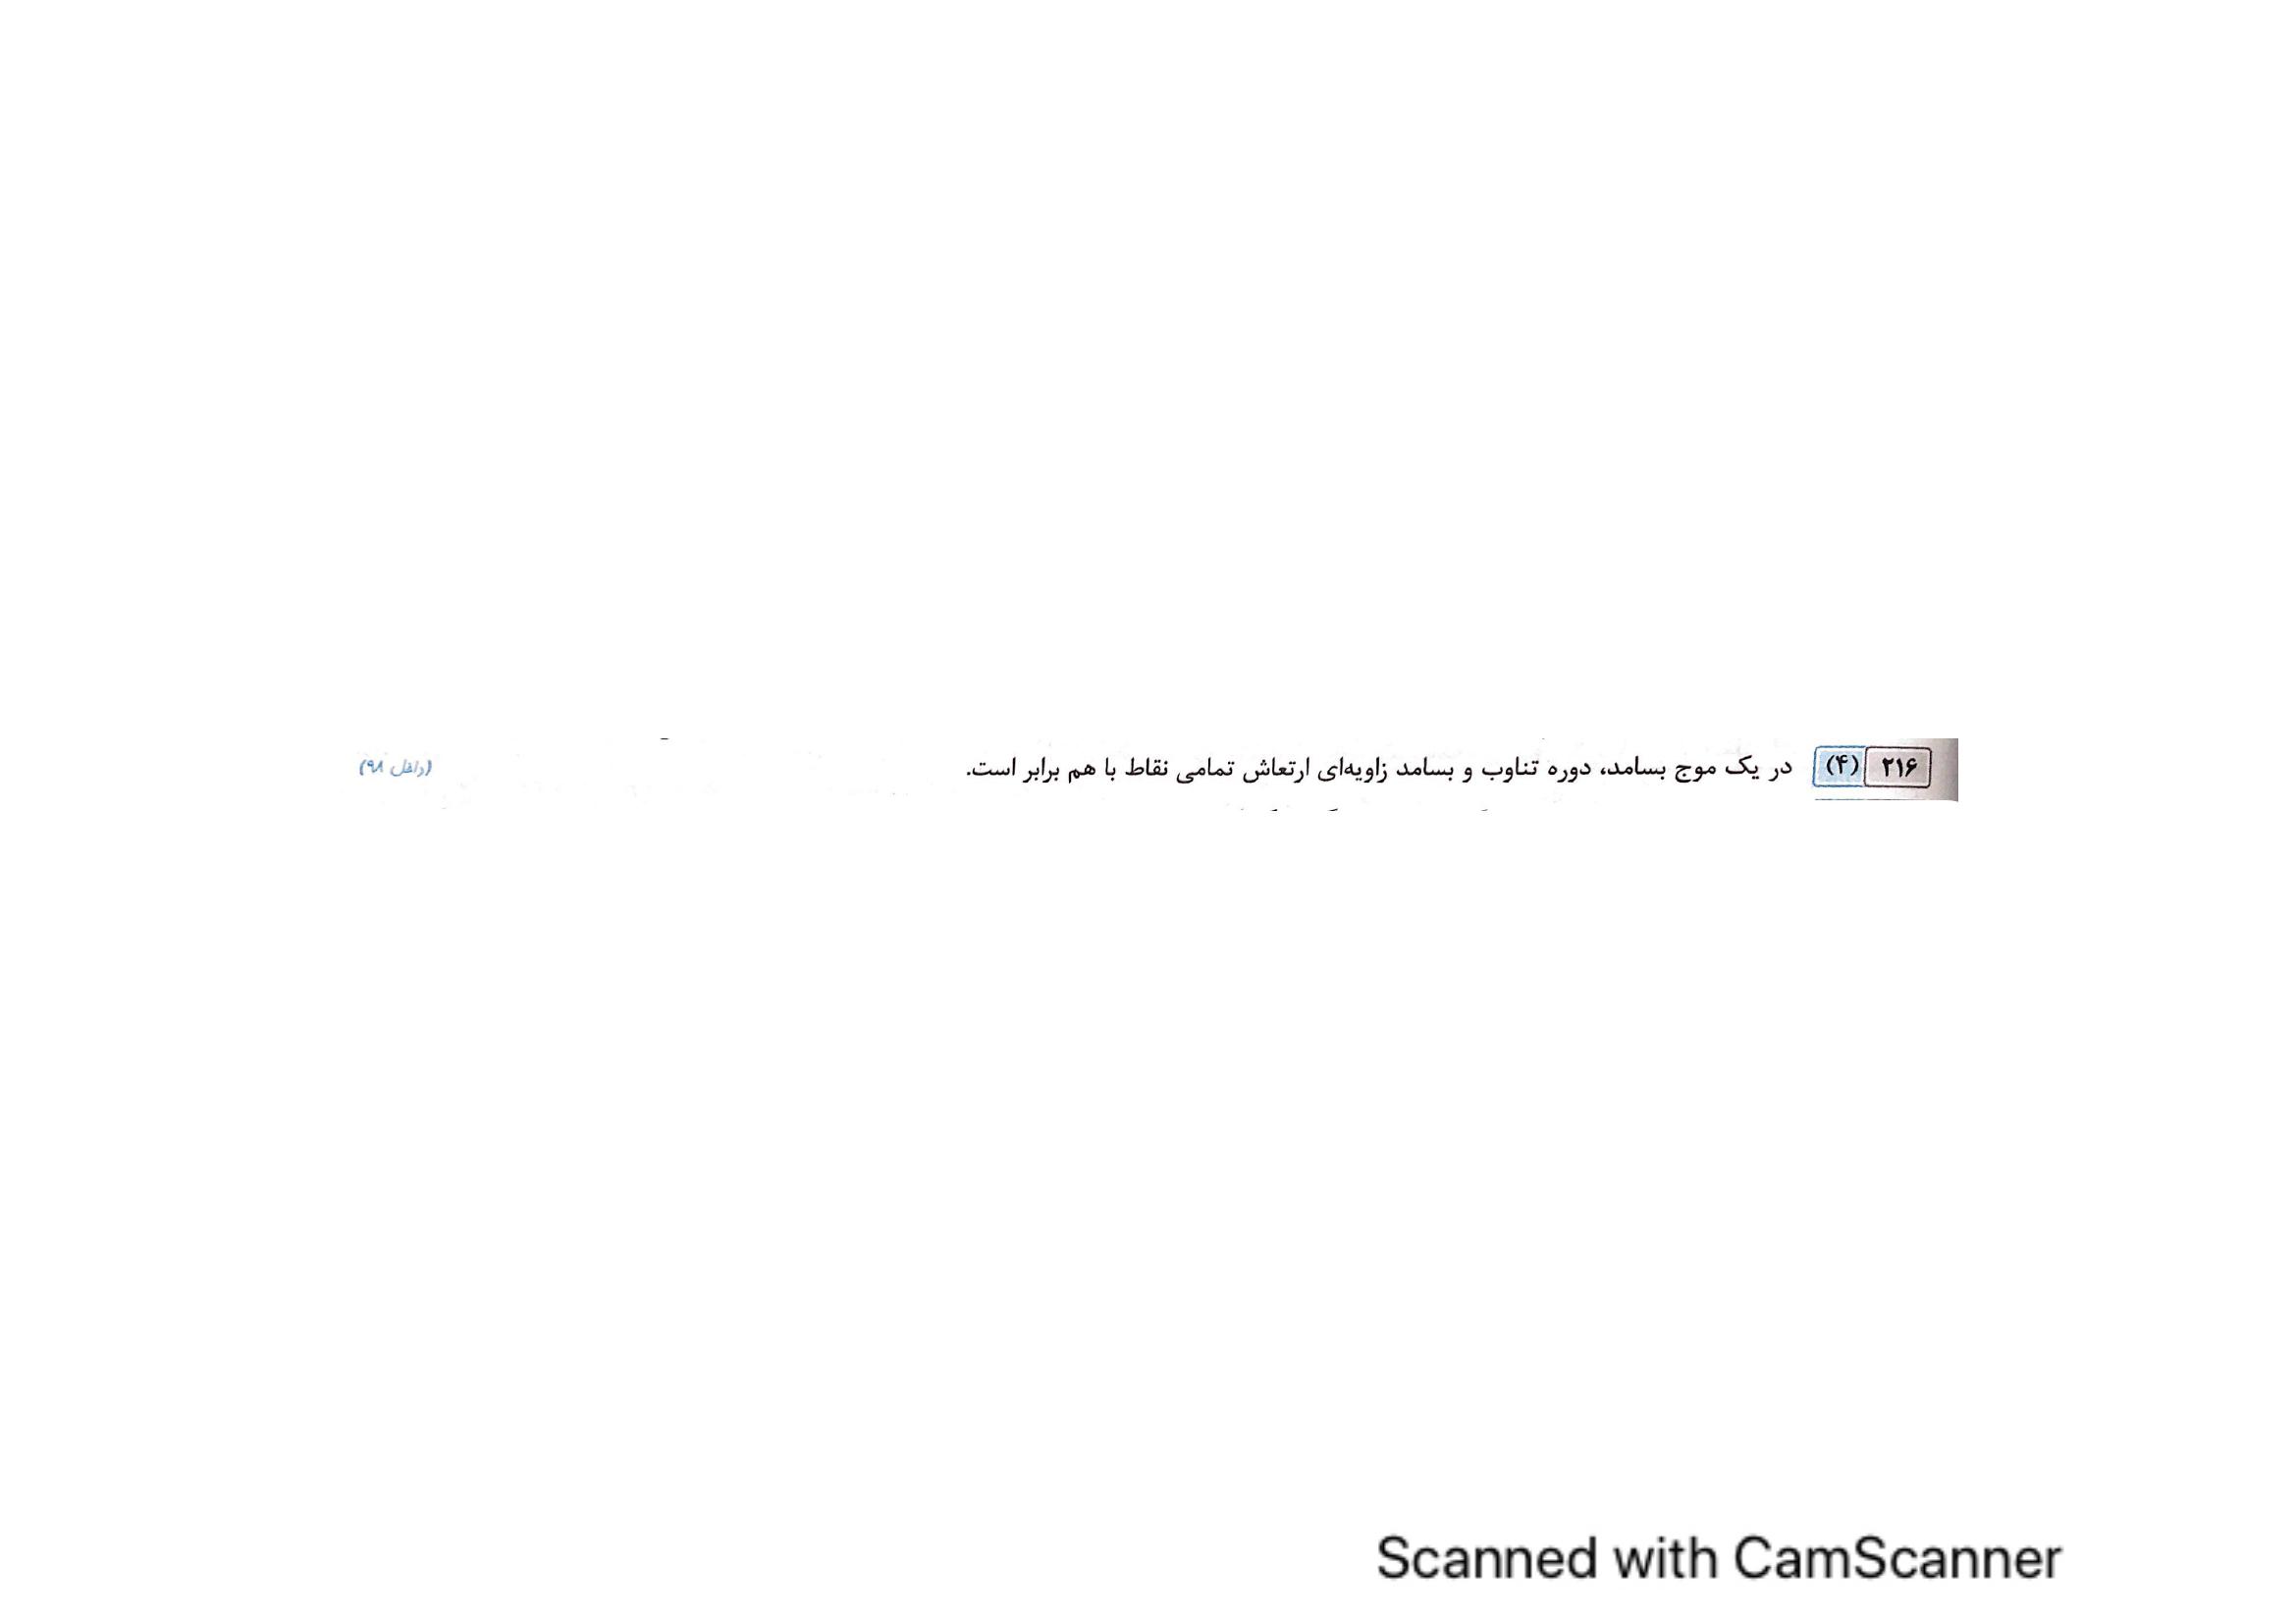 ۲۱۶ (۴) در یک موج بسامد، دوره تناوب و بسامد زاویه‌ای ارتعاش تمامی نقاط با هم برابر است. (داخل ۹۸)
Scanned with CamScanner